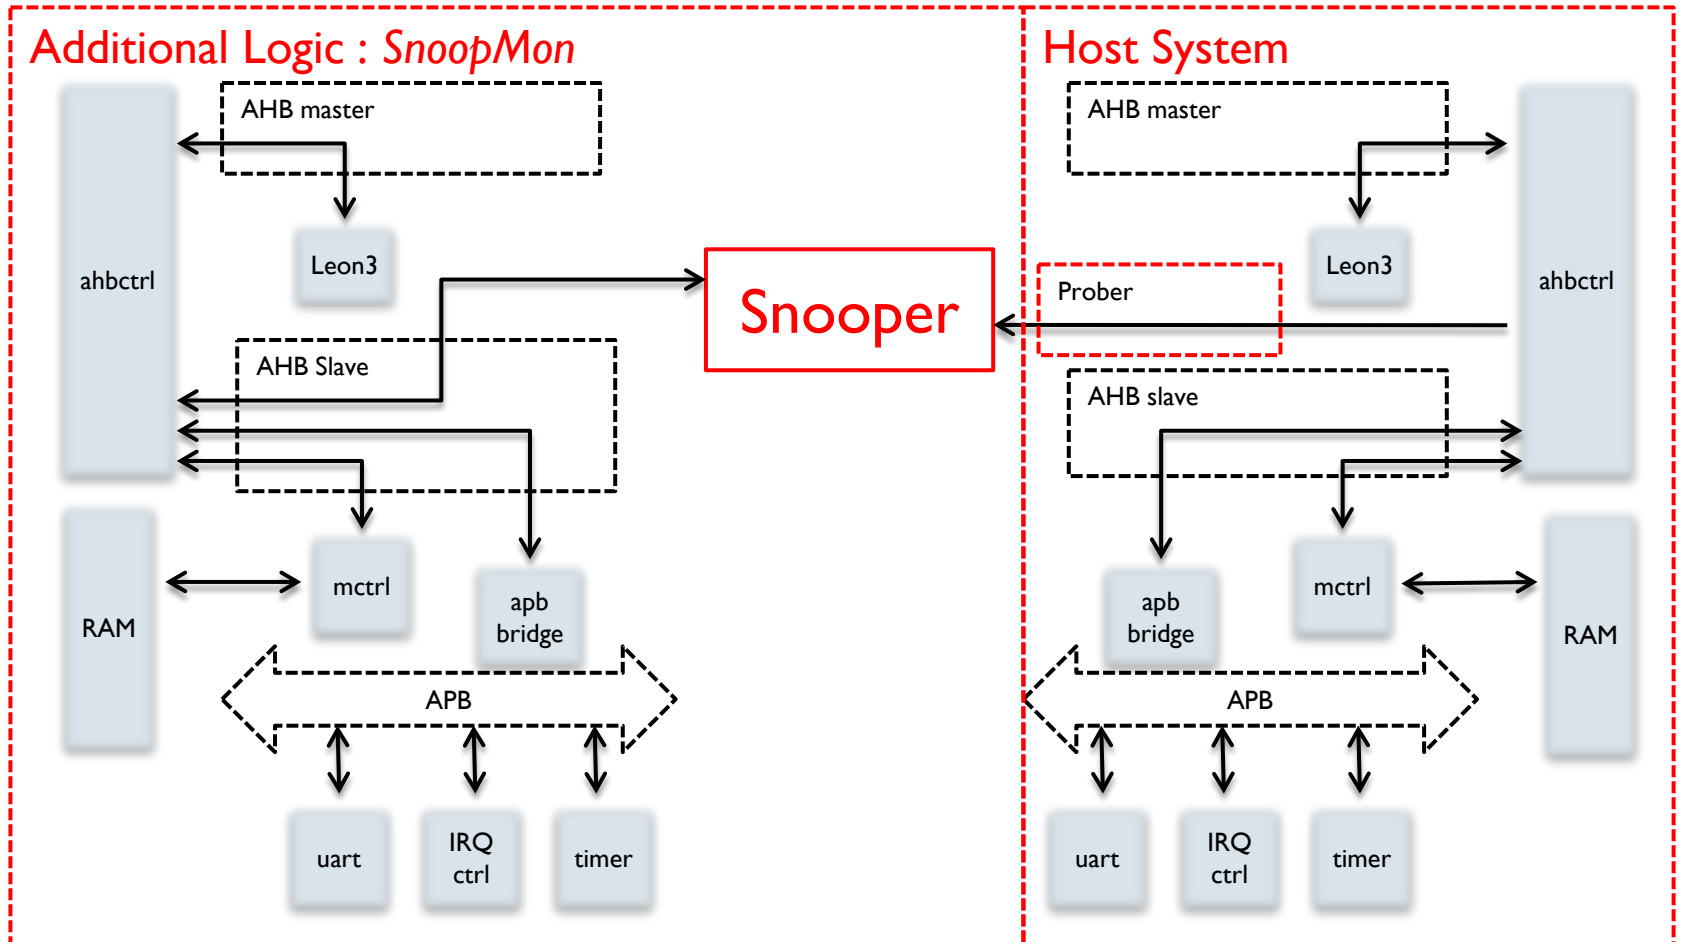 Additional Logic : SnoopMon
AHB master
ahbctrl
Leon3
AHB Slave
Snooper
RAM
mctrl
apb
bridge
APB
uart
IRQ
ctrl
timer
Host System
AHB master
Leon3
ahbctrl
Prober
AHB slave
apb
bridge
mctrl
RAM
APB
uart
IRQ
ctrl
timer